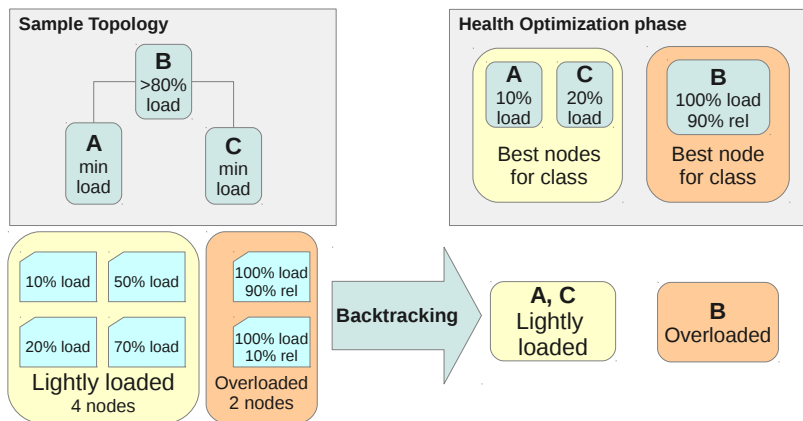 Sample Topology
B
>80%
load
A
min
load
C
min
load
Health Optimization phase
A
10%
load
C
20%
load
Best nodes
for class
B
100% load
90% rel
Best node
for class
10% load
50% load
20% load
70% load
Lightly loaded
4 nodes
100% load
90% rel
100% load
10% rel
Overloaded
2 nodes
Backtracking
A, C
Lightly
loaded
B
Overloaded